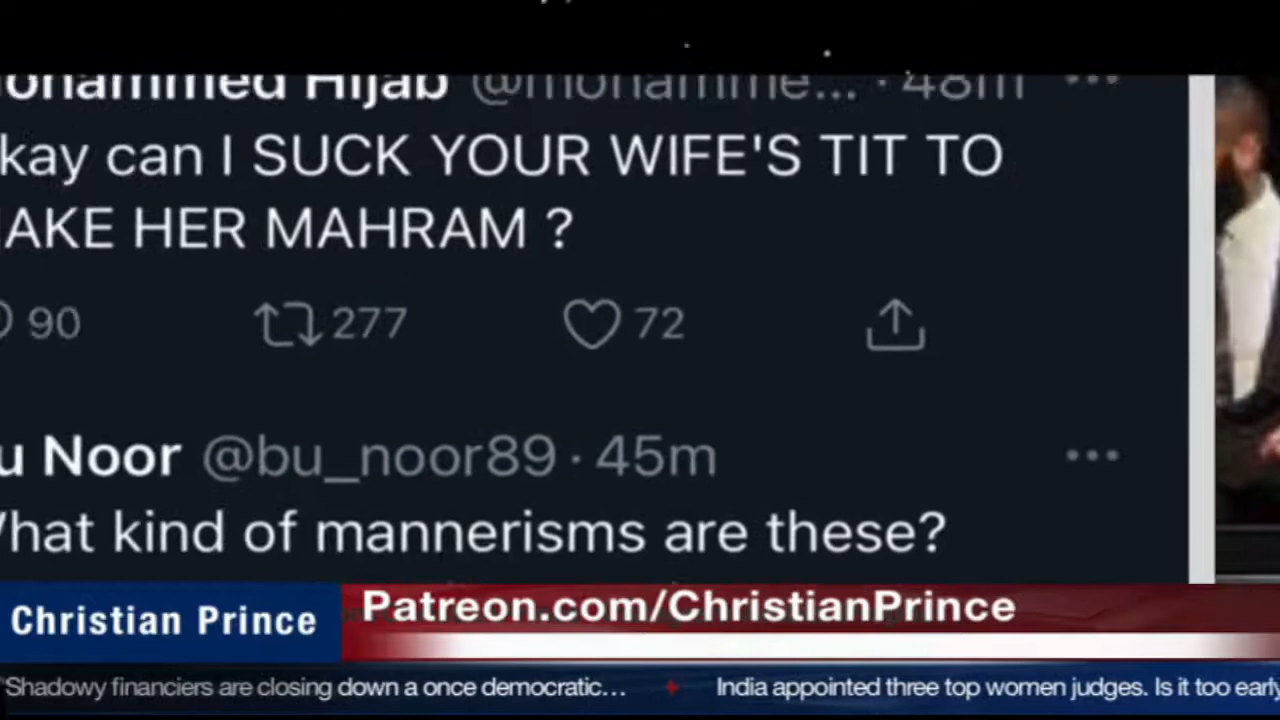 ohammed Hijab @mohamme... · 48m ...
kay can I SUCK YOUR WIFE'S TIT TO
AKE HER MAHRAM ?
90 277 72
u Noor @bu_noor89 · 45m ...
hat kind of mannerisms are these?
Christian Prince
Patreon.com/ChristianPrince
Shadowy financiers are closing down a once democratic... India appointed three top women judges. Is it too early